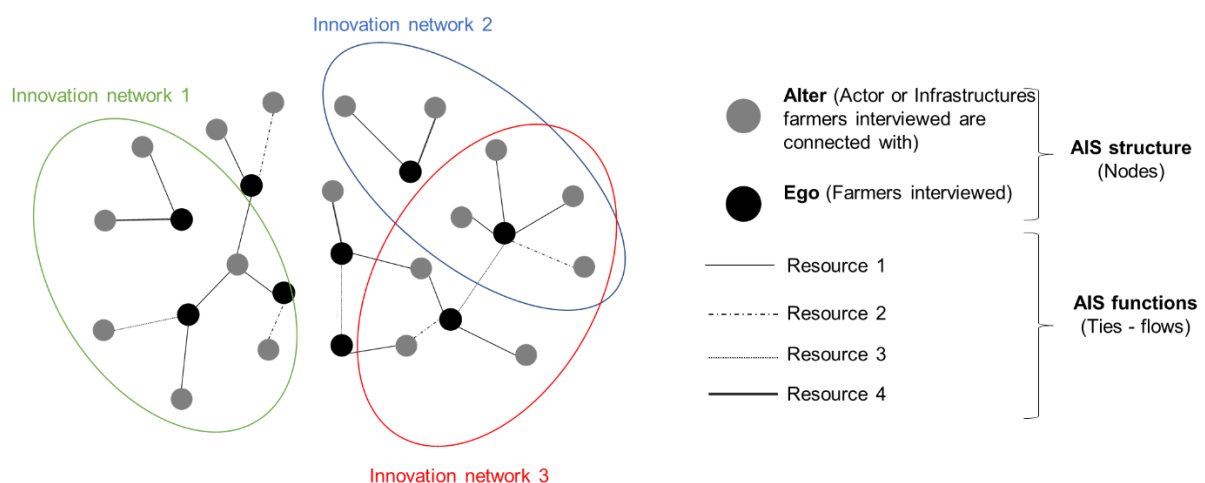 Innovation network 2
Innovation network 1
Alter (Actor or Infrastructures
farmers interviewed are
connected with)
AIS structure
(Nodes)
Ego (Farmers interviewed)
Resource 1
Resource 2
AIS functions
(Ties - flows)
Resource 3
Resource 4
Innovation network 3